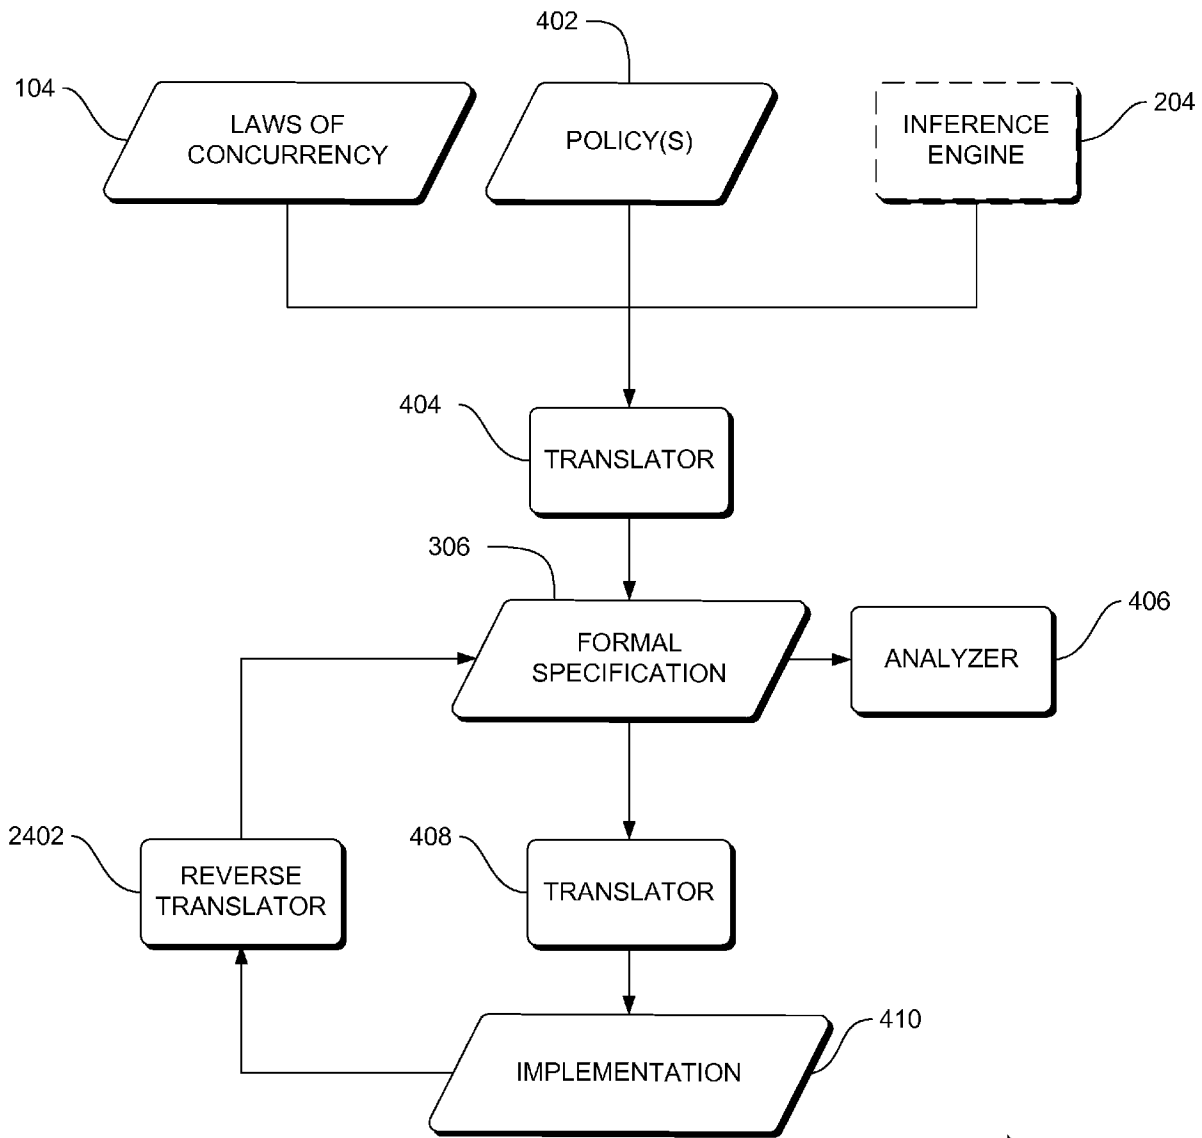 402
104
LAWS OF
CONCURRENCY
POLICY(S)
INFERENCE
ENGINE
204
404
TRANSLATOR
306
FORMAL
SPECIFICATION
ANALYZER
406
2402
REVERSE
TRANSLATOR
408
TRANSLATOR
IMPLEMENTATION
410